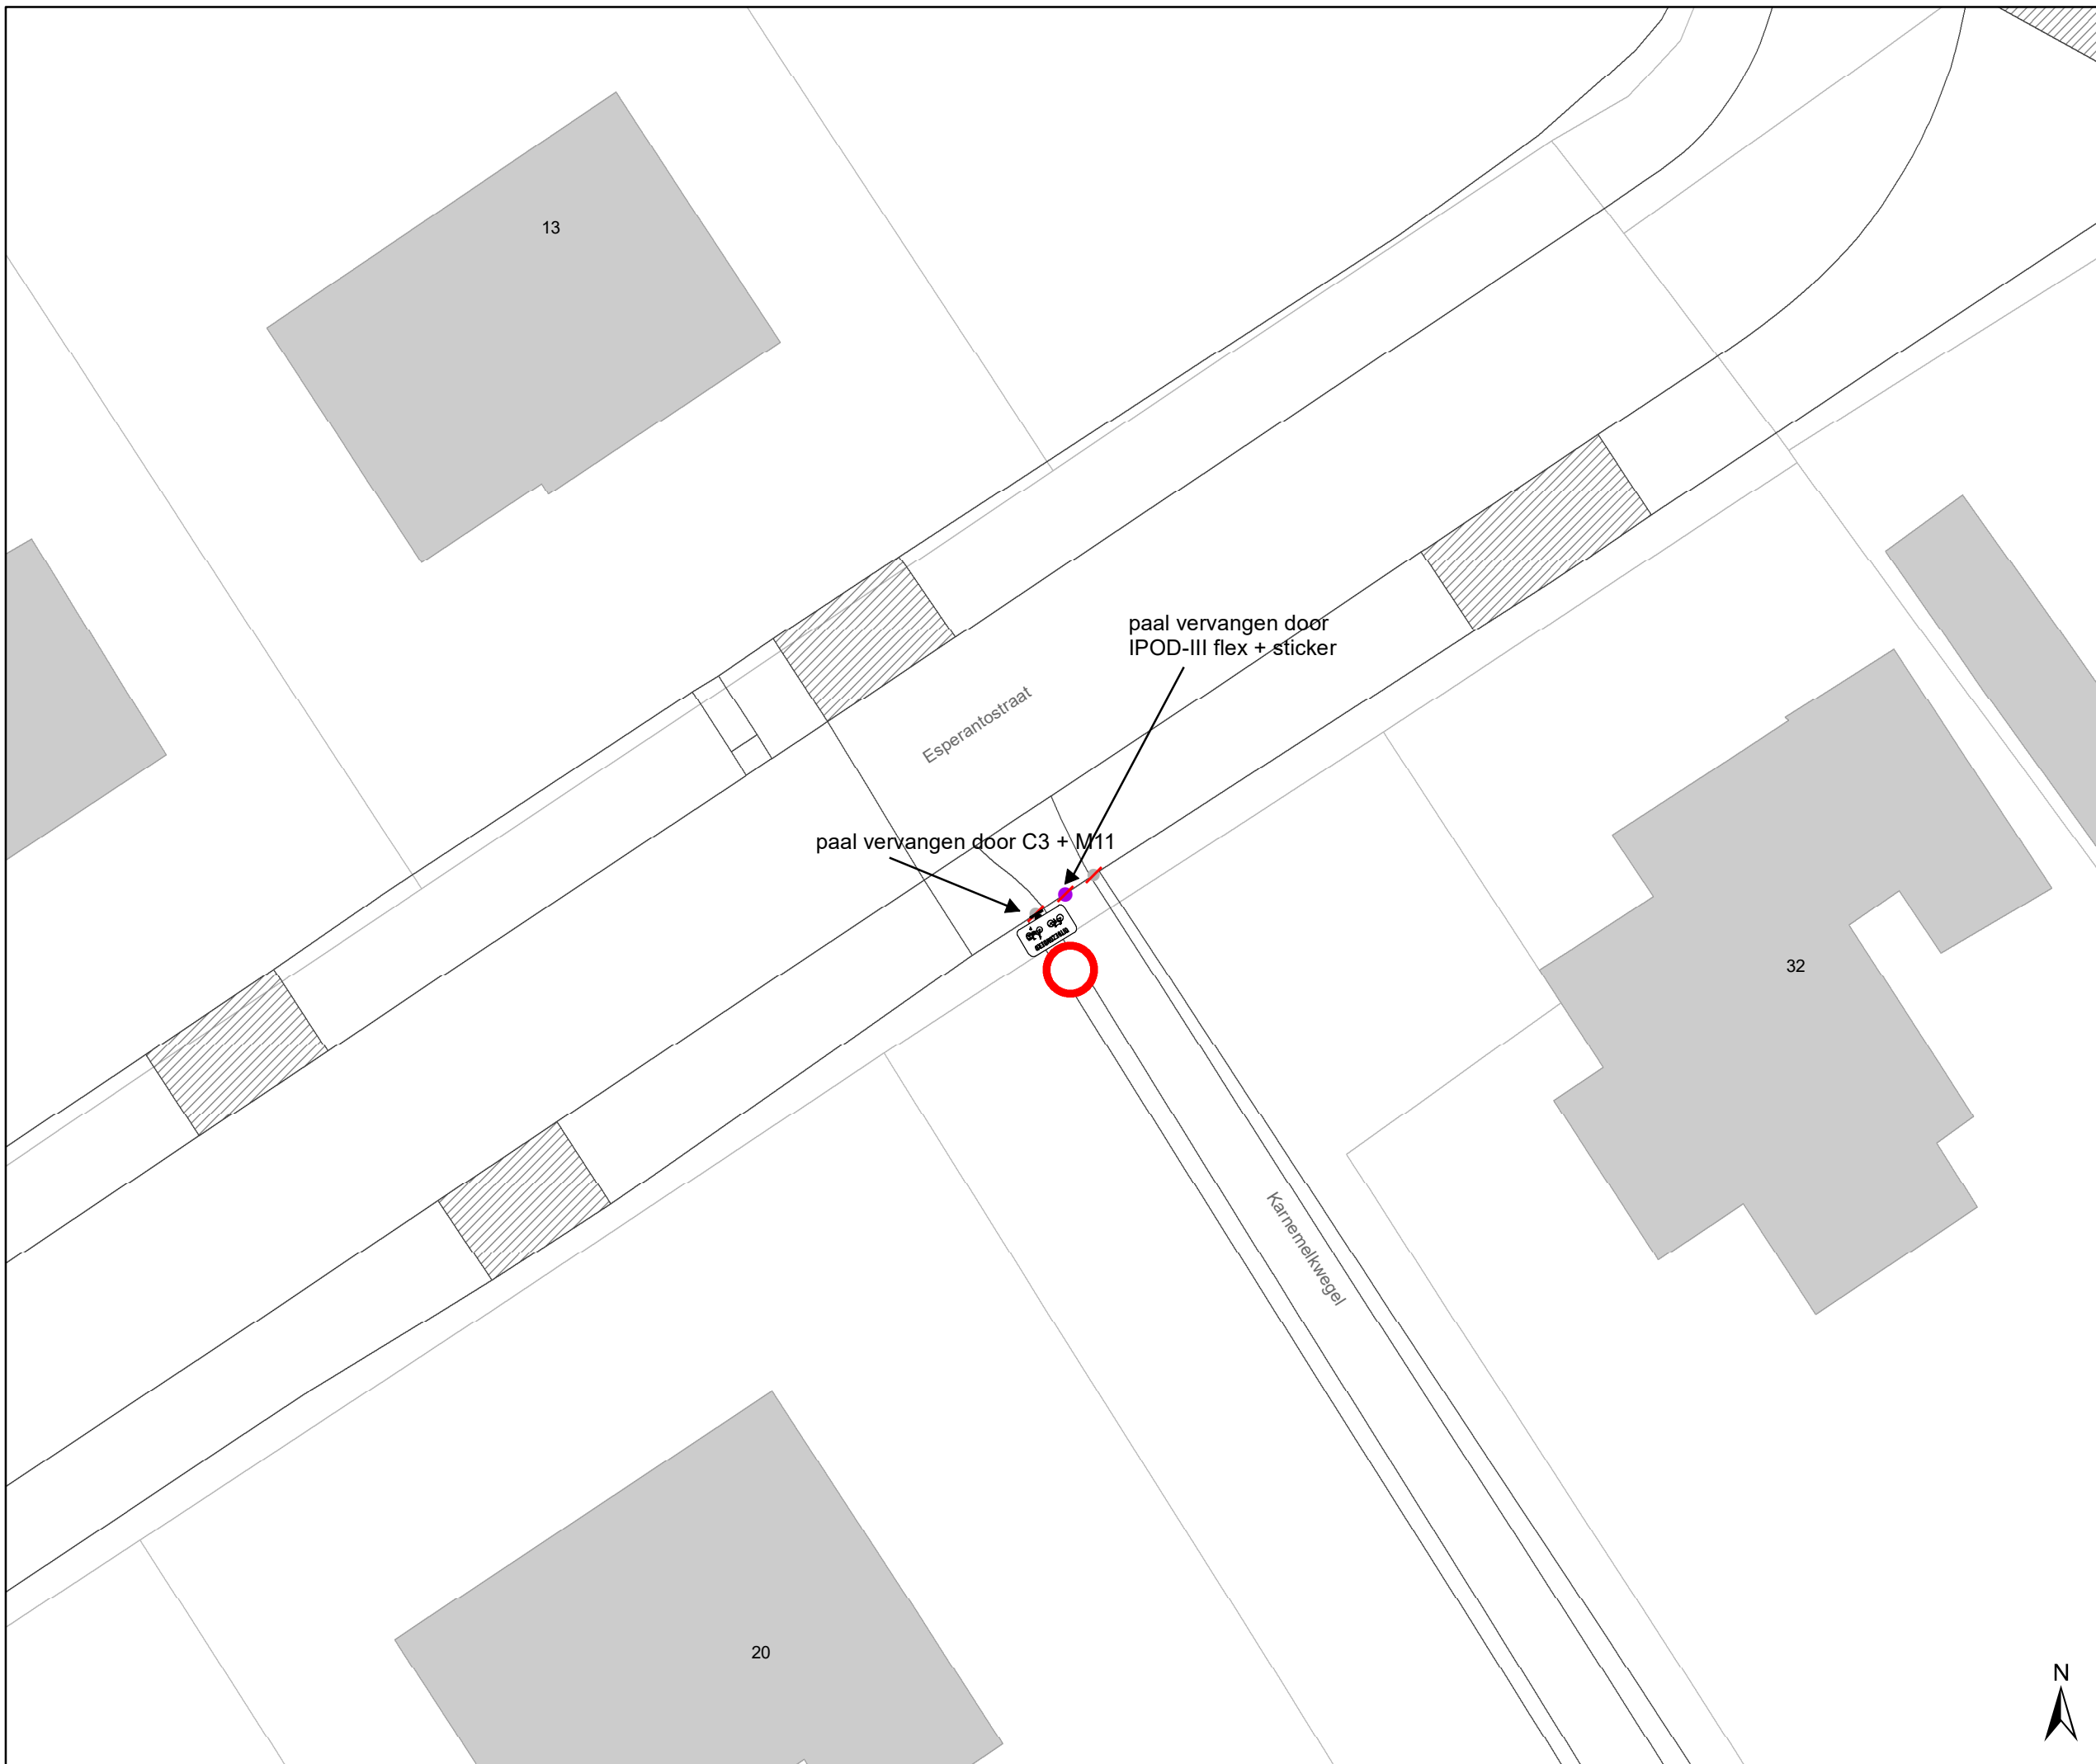 13
paal vervangen door
IPOD-III flex + sticker
Esperantostraat
paal vervangen door C3 + M11
32
Karnemelkwegel
20
N